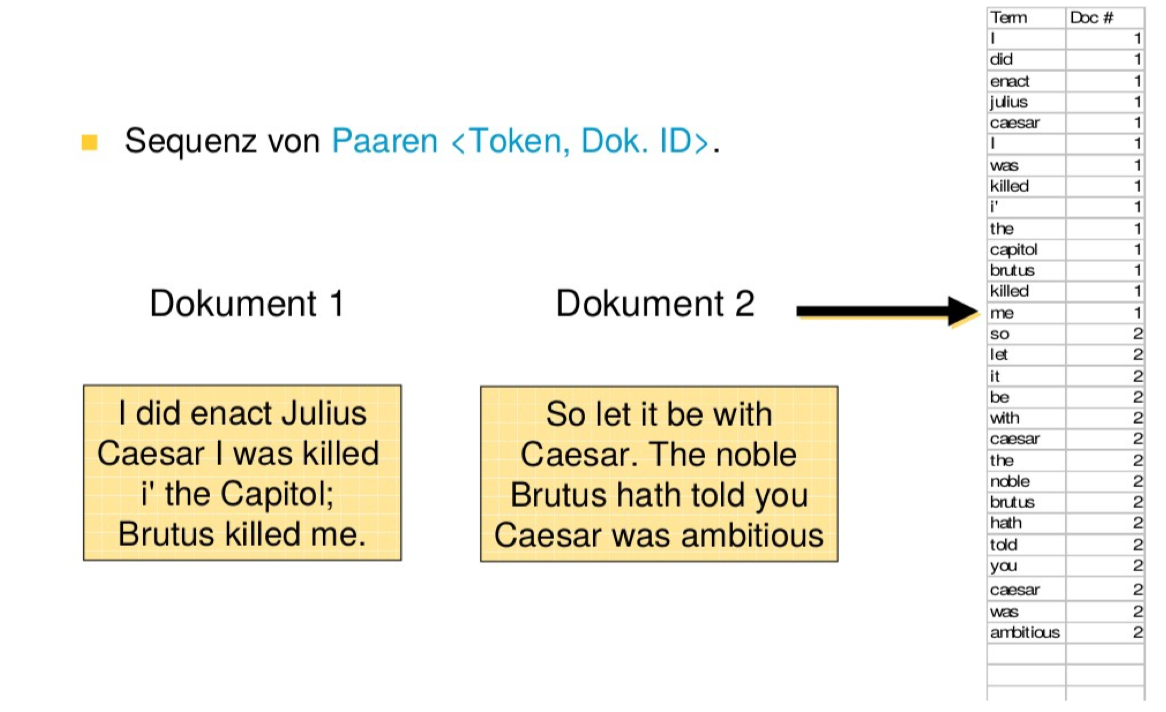 Sequenz von Paaren <Token, Dok. ID>.
Dokument 1
I did enact Julius
Caesar I was killed
i' the Capitol;
Brutus killed me.
Dokument 2
So let it be with
Caesar. The noble
Brutus hath told you
Caesar was ambitious
Term Doc #
I 1
did 1
enact 1
julius 1
caesar 1
I 1
was 1
killed 1
i' 1
the 1
capitol 1
brutus 1
killed 1
me 1
so 2
let 2
it 2
be 2
with 2
caesar 2
the 2
noble 2
brutus 2
hath 2
told 2
you 2
caesar 2
was 2
ambitious 2